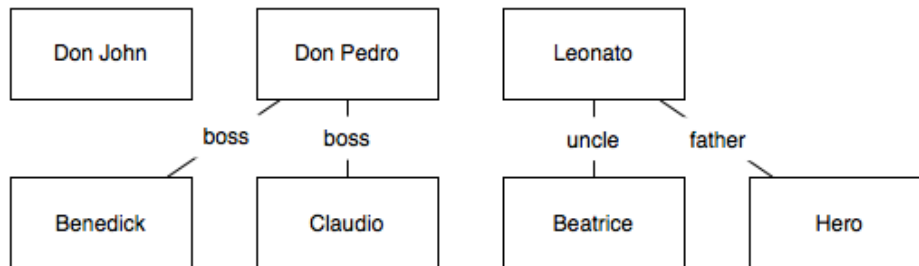 Don John Don Pedro Leonato
boss boss uncle father
Benedick Claudio Beatrice Hero